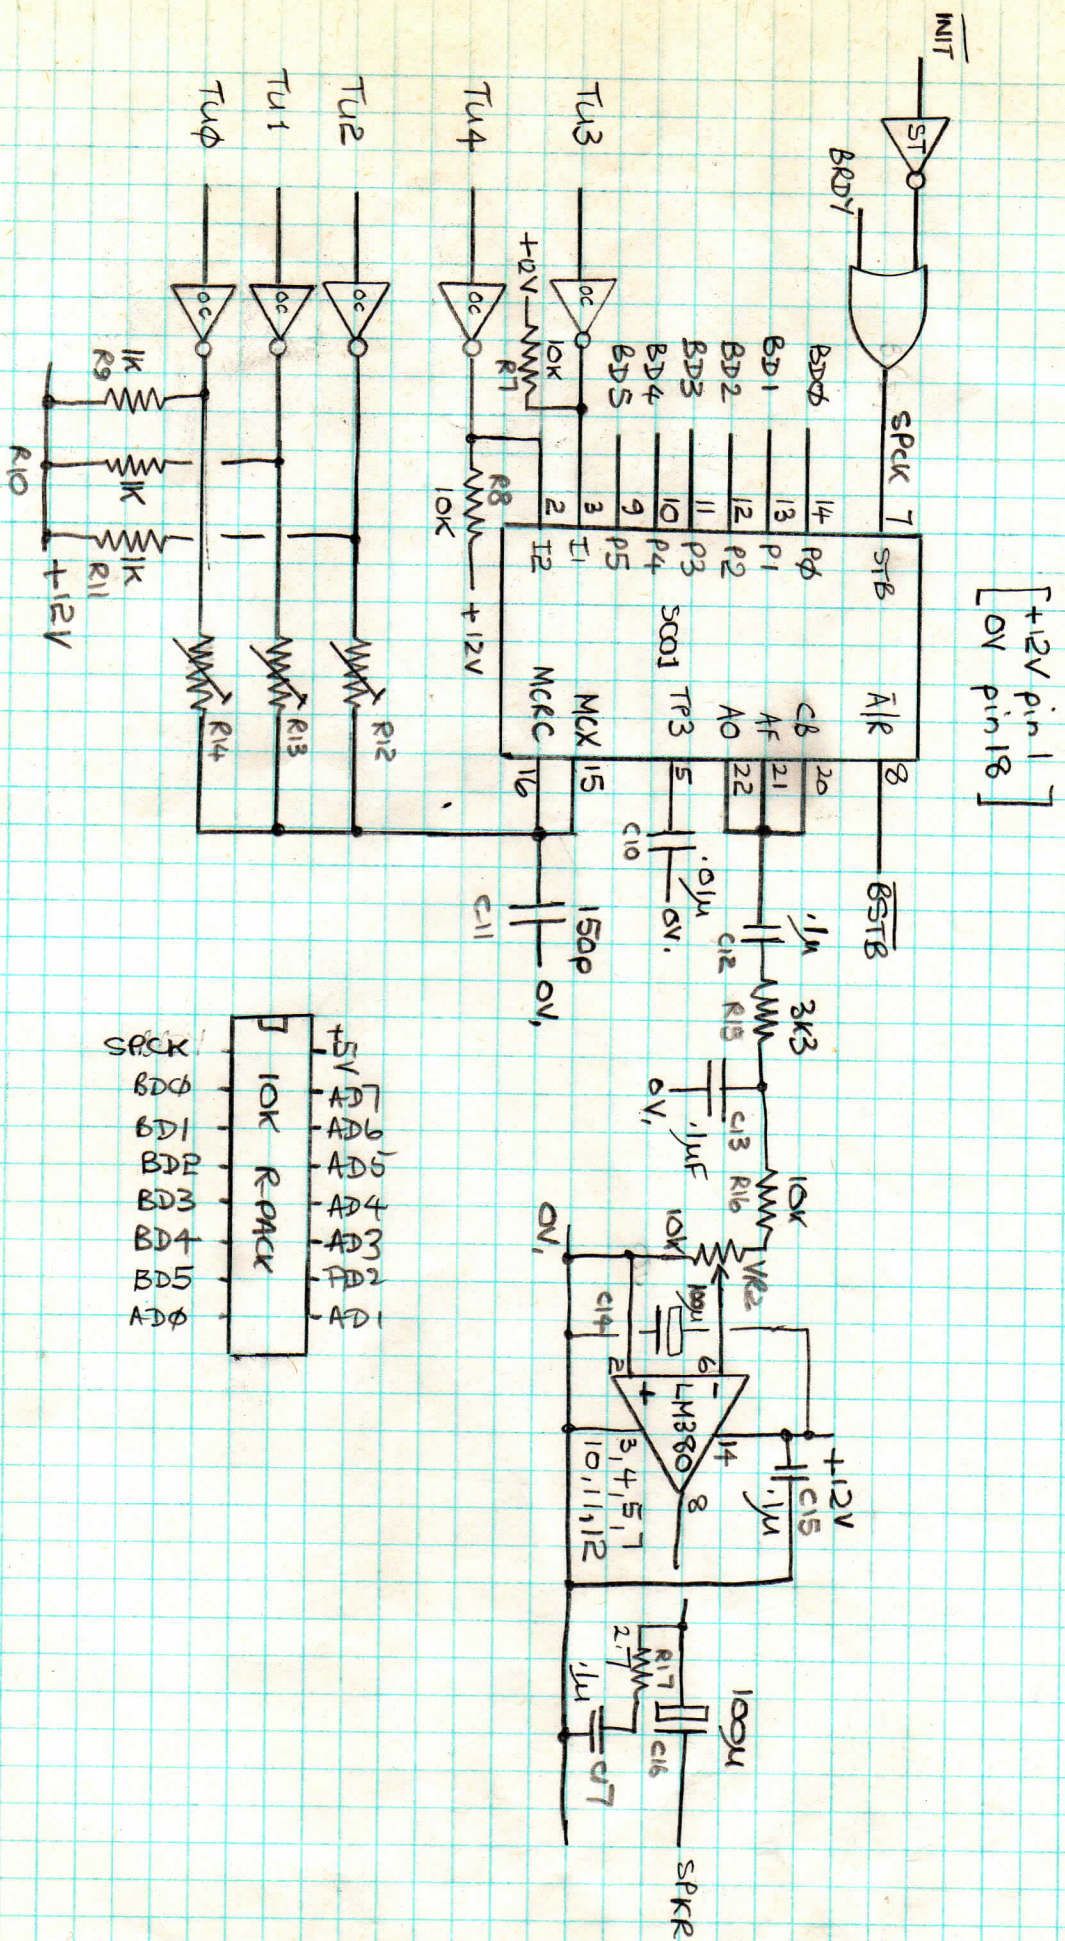 INIT
ST
BRDY
SPCK
[+12V pin 1]
[0V pin 18]
TU3
TU4
TU2
TU1
TUϕ
OC
OC
OC
OC
OC
+12V
10K
R7
BDϕ
BD1
BD2
BD3
BD4
BD5
7
14
13
12
11
10
9
3
2
STB
Pϕ
P1
P2
P3
P4
P5
I1
I2
SC01
A/R
CB
AF
AO
TP3
MCX
MCRC
8
20
21
22
5
15
16
BSTB
R8
10K
+12V
1K
R9
1K
R10
1K
R11
+12V
R12
R13
R14
C10
.01μ
0V.
C11
150p
0V,
.1μ
C12
3K3
R15
C13
.1μF
0V,
10K
R16
10K
VR2
0V,
C14
100μ
2
6
+
-
LM380
14
8
3,4,5,7
10,11,12
+12V
C15
.1μ
R17
2.7
.1μ
C17
100μ
C16
SPKR
10K R-PACK
SPCK
BDϕ
BD1
BD2
BD3
BD4
BD5
ADϕ
+5V
AD7
AD6
AD5
AD4
AD3
AD2
AD1